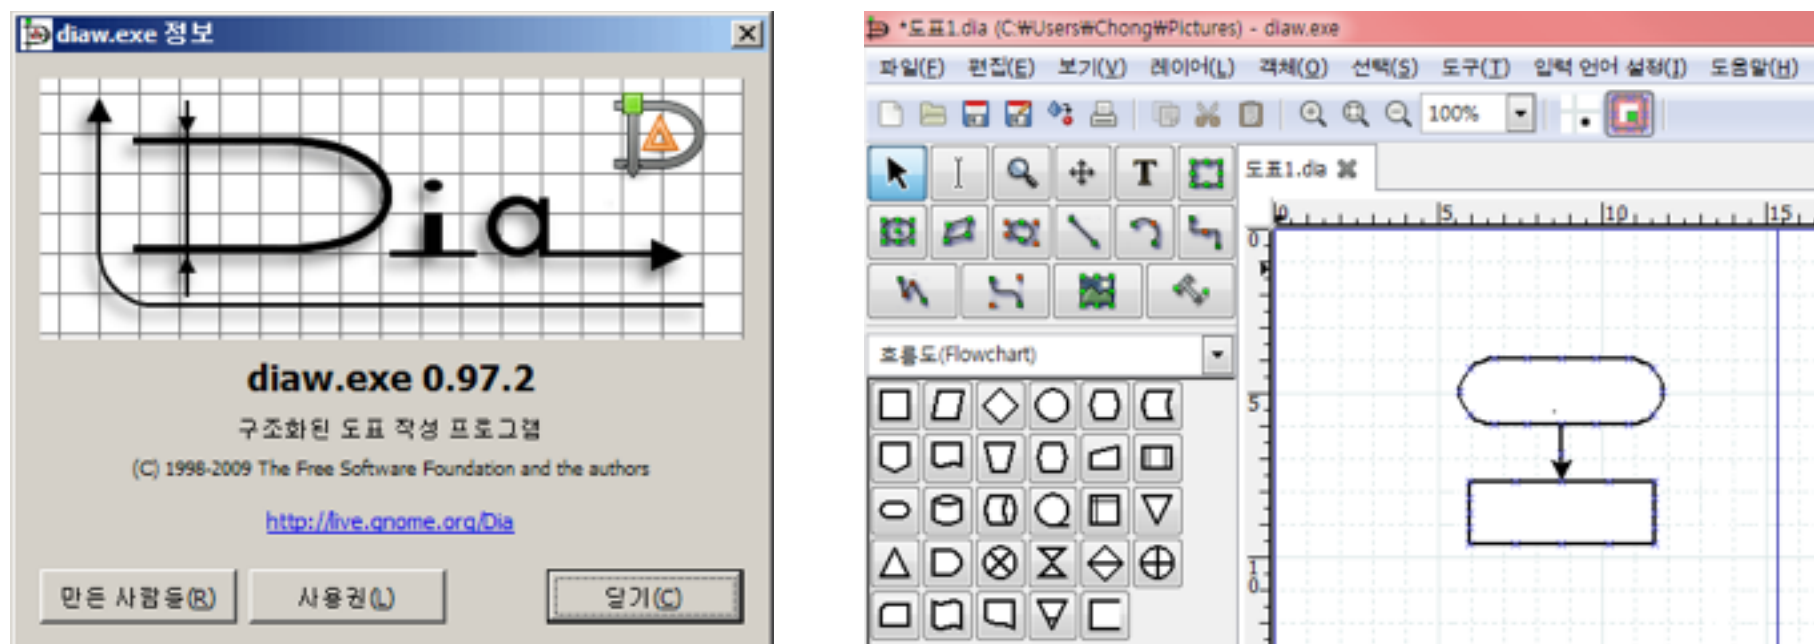 diaw.exe 정보
Dia
diaw.exe 0.97.2
구조화된 도표 작성 프로그램
(C) 1998-2009 The Free Software Foundation and the authors
http://live.gnome.org/Dia
만든 사람들(R) 사용권(L) 닫기(C)
*도표1.dia (C:₩Users₩Chong₩Pictures) - diaw.exe
파일(F) 편집(E) 보기(V) 레이어(L) 객체(O) 선택(S) 도구(T) 입력 언어 설정(I) 도움말(H)
100%
T
도표1.dia
0 5 10 15
흐름도(Flowchart)
0
5
10